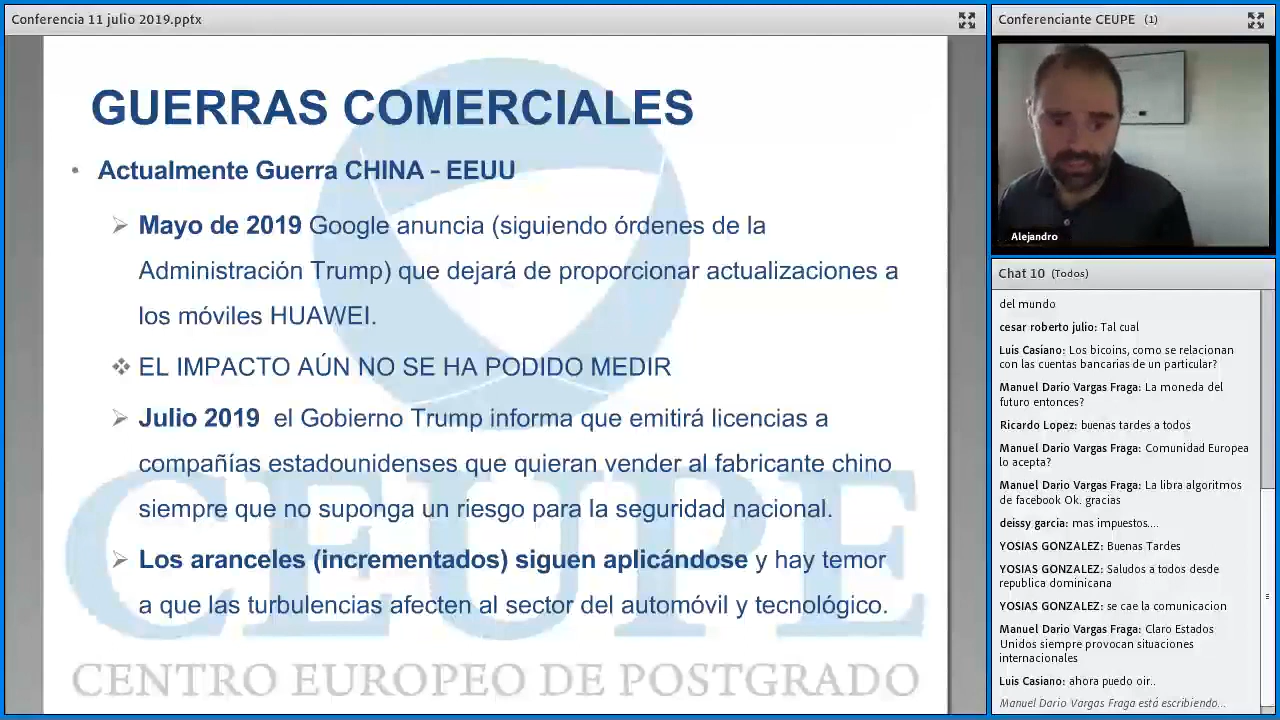 Conferencia 11 julio 2019.pptx
GUERRAS COMERCIALES
• Actualmente Guerra CHINA - EEUU
Mayo de 2019 Google anuncia (siguiendo órdenes de la
Administración Trump) que dejará de proporcionar actualizaciones a
los móviles HUAWEI.
EL IMPACTO AÚN NO SE HA PODIDO MEDIR
Julio 2019 el Gobierno Trump informa que emitirá licencias a
compañías estadounidenses que quieran vender al fabricante chino
siempre que no suponga un riesgo para la seguridad nacional.
Los aranceles (incrementados) siguen aplicándose y hay temor
a que las turbulencias afecten al sector del automóvil y tecnológico.
CEUPE
CENTRO EUROPEO DE POSTGRADO
Conferenciante CEUPE (1)
Alejandro
Chat 10 (Todos)
del mundo
cesar roberto julio: Tal cual
Luis Casiano: Los bicoins, como se relacionan
con las cuentas bancarias de un particular?
Manuel Dario Vargas Fraga: La moneda del
futuro entonces?
Ricardo Lopez: buenas tardes a todos
Manuel Dario Vargas Fraga: Comunidad Europea
lo acepta?
Manuel Dario Vargas Fraga: La libra algoritmos
de facebook Ok. gracias
deissy garcia: mas impuestos....
YOSIAS GONZALEZ: Buenas Tardes
YOSIAS GONZALEZ: Saludos a todos desde
republica dominicana
YOSIAS GONZALEZ: se cae la comunicacion
Manuel Dario Vargas Fraga: Claro Estados
Unidos siempre provocan situaciones
internacionales
Luis Casiano: ahora puedo oir..
Manuel Dario Vargas Fraga está escribiendo...